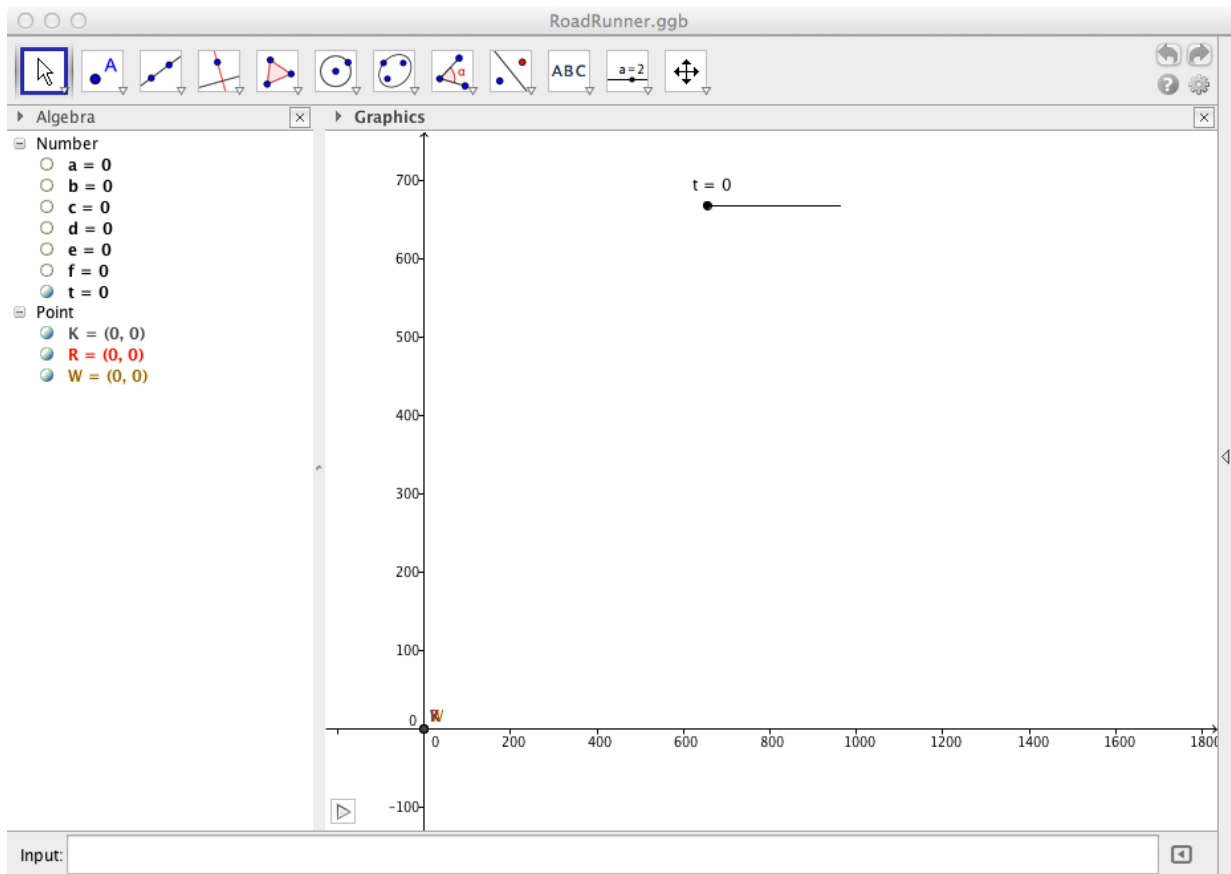 RoadRunner.ggb
A
α
ABC
a=2
Algebra
Graphics
Number
a = 0
b = 0
c = 0
d = 0
e = 0
f = 0
t = 0
Point
K = (0, 0)
R = (0, 0)
W = (0, 0)
t = 0
700
600
500
400
300
200
100
0
W
0 200 400 600 800 1000 1200 1400 1600 1800
-100
Input: